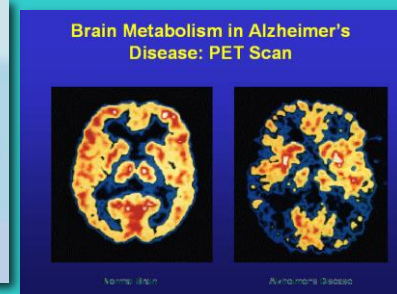 Brain Metabolism in Alzheimer's
Disease: PET Scan
Normal Brain
Alzheimer's Disease